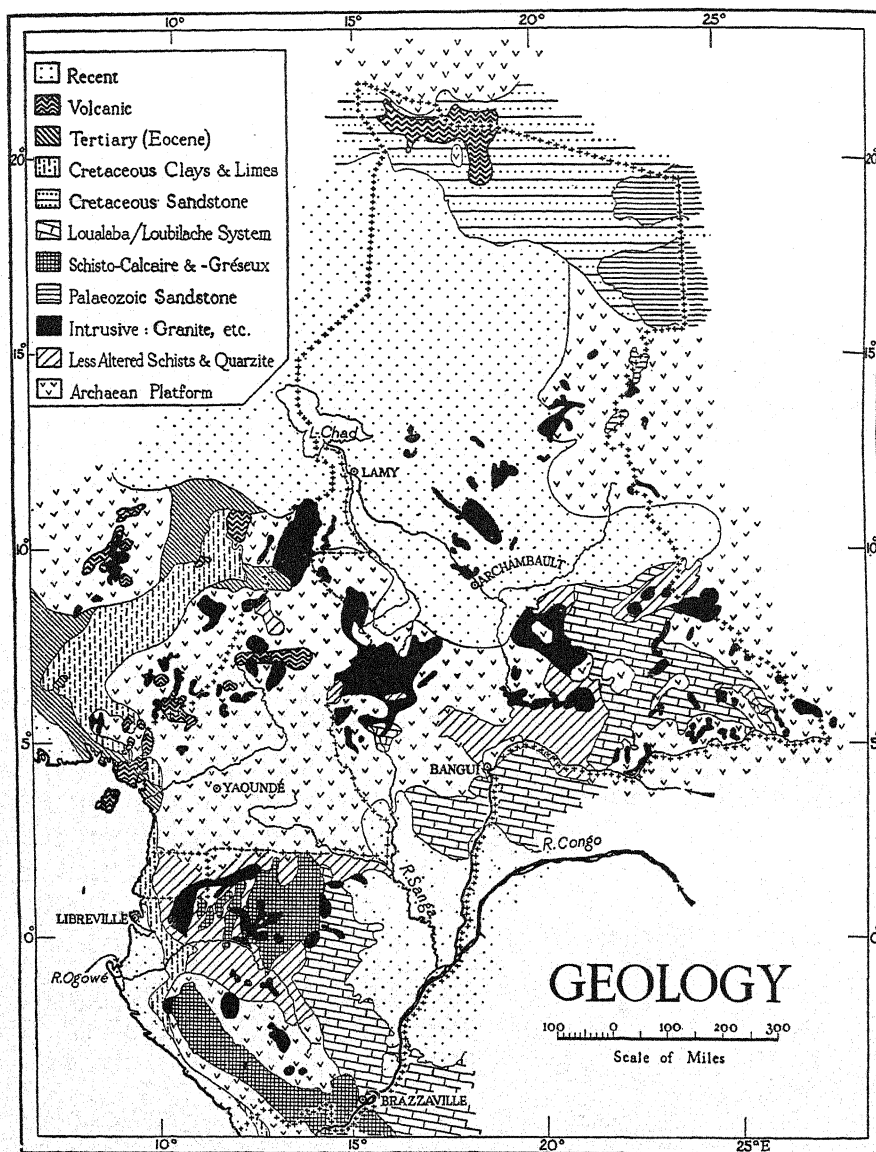 10°
15°
20°
25°
Recent
Volcanic
Tertiary (Eocene)
Cretaceous Clays & Limes
Cretaceous Sandstone
Loualaba/Loubilache System
Schisto-Calcaire & -Gréseux
Palaeozoic Sandstone
Intrusive : Granite, etc.
Less Altered Schists & Quartzite
Archaean Platform
20°
20°
15°
15°
L.Chad
LAMY
10°
10°
ARCHAMBAULT
5°
5°
BANGUI
YAOUNDÉ
R.Congo
R.Sanga
LIBREVILLE
0°
0°
R.Ogowé
GEOLOGY
100 0 100 200 300
Scale of Miles
BRAZZAVILLE
10°
15°
20°
25°E